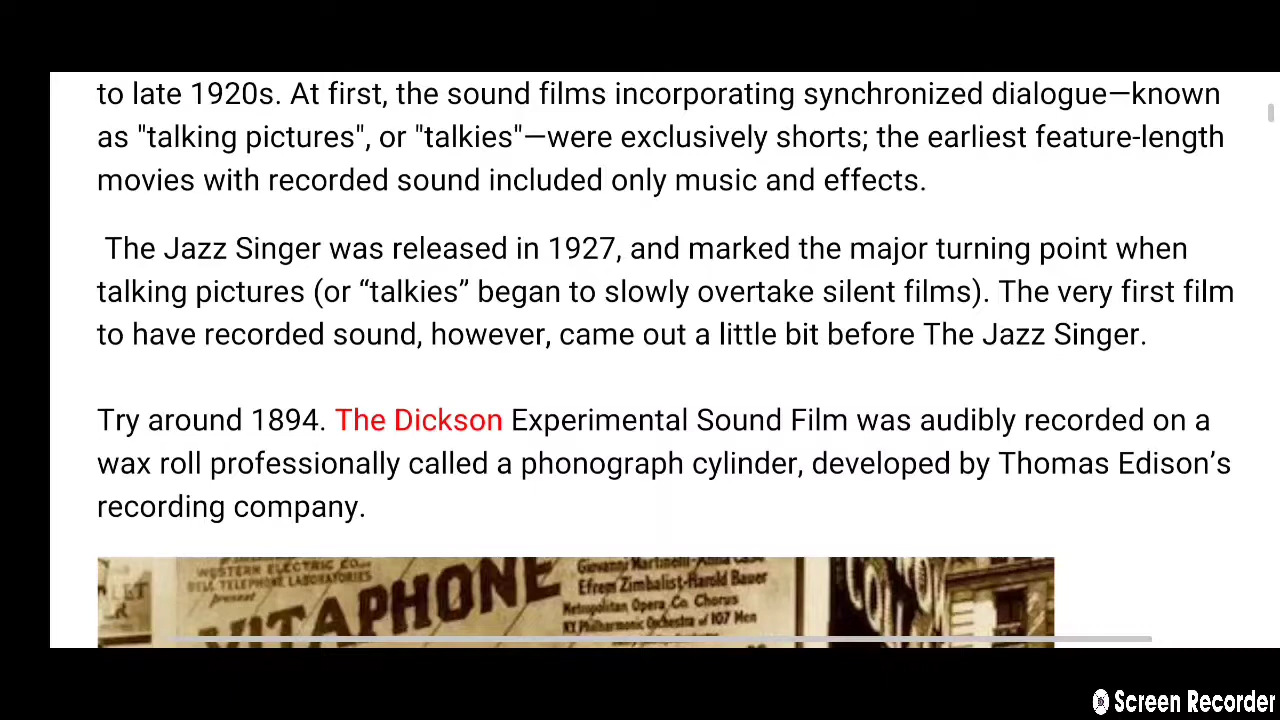 to late 1920s. At first, the sound films incorporating synchronized dialogue—known
as "talking pictures", or "talkies"—were exclusively shorts; the earliest feature-length
movies with recorded sound included only music and effects.
The Jazz Singer was released in 1927, and marked the major turning point when
talking pictures (or “talkies” began to slowly overtake silent films). The very first film
to have recorded sound, however, came out a little bit before The Jazz Singer.
Try around 1894. The Dickson Experimental Sound Film was audibly recorded on a
wax roll professionally called a phonograph cylinder, developed by Thomas Edison’s
recording company.
WESTERN ELECTRIC CO
BELL TELEPHONE LABORATORIES
present
VITAPHONE
Giovanni Martinelli
Efrem Zimbalist-Harold Bauer
Metropolitan Opera Co. Chorus
N.Y. Philharmonic Orchestra of 107 Men
Screen Recorder